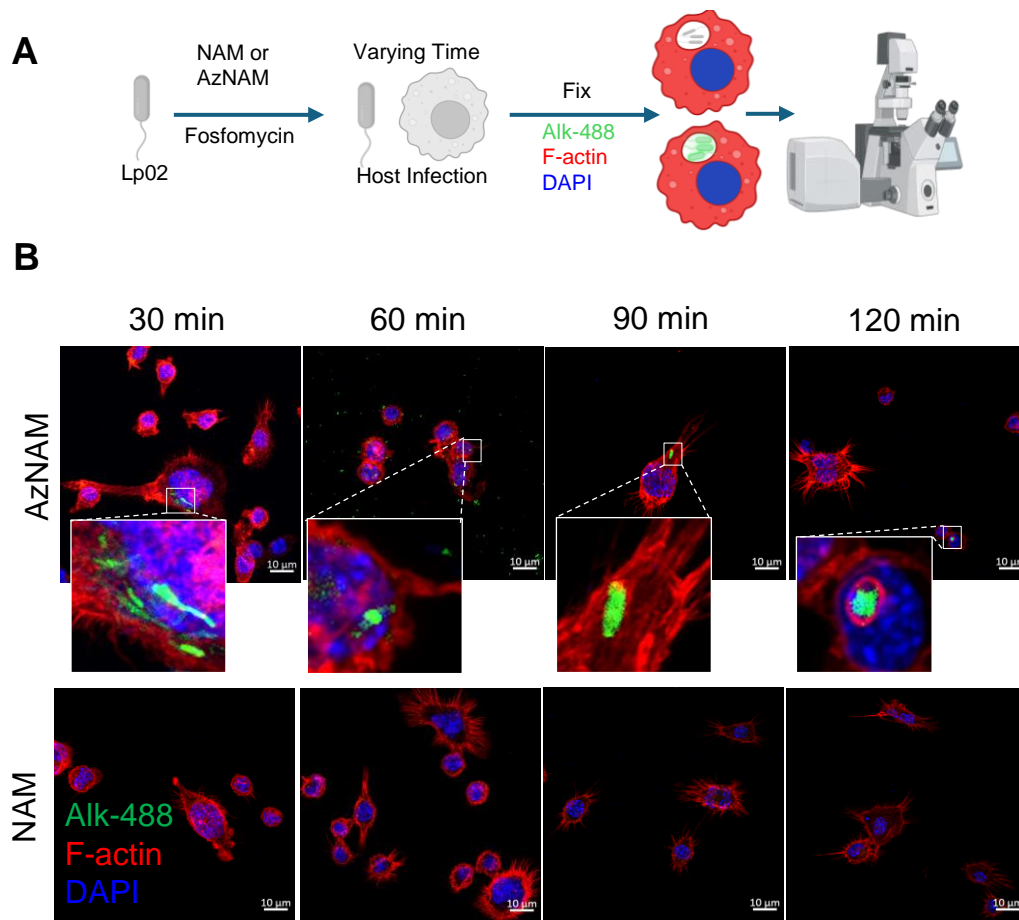 A
NAM or
AzNAM
Fosfomycin
Lp02
Varying Time
Host Infection
Fix
Alk-488
F-actin
DAPI
B
30 min
60 min
90 min
120 min
AzNAM
10 µm
10 µm
10 µm
10 µm
NAM
Alk-488
F-actin
DAPI
10 µm
10 µm
10 µm
10 µm